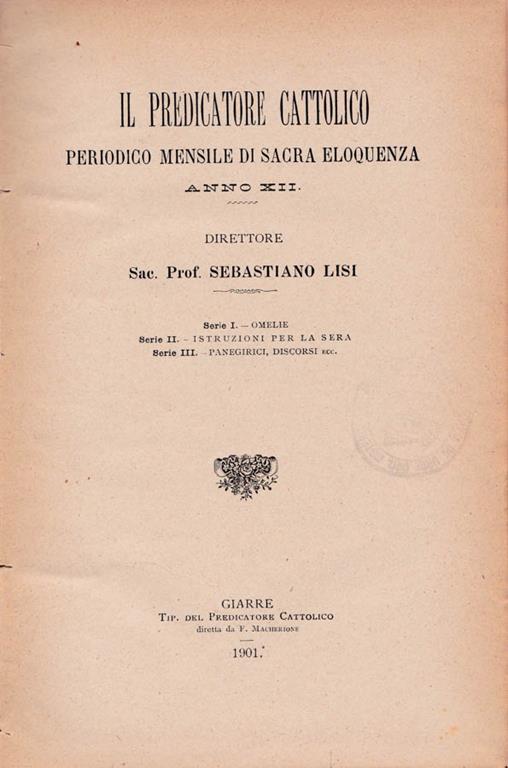 IL PREDICATORE CATTOLICO
PERIODICO MENSILE DI SACRA ELOQUENZA
ANNO XII.
DIRETTORE
Sac. Prof. SEBASTIANO LISI
Serie I. — OMELIE
Serie II. - ISTRUZIONI PER LA SERA
Serie III. - PANEGIRICI, DISCORSI ECC.
GIARRE
TIP. DEL PREDICATORE CATTOLICO
diretta da F. MACHERIONE
1901.